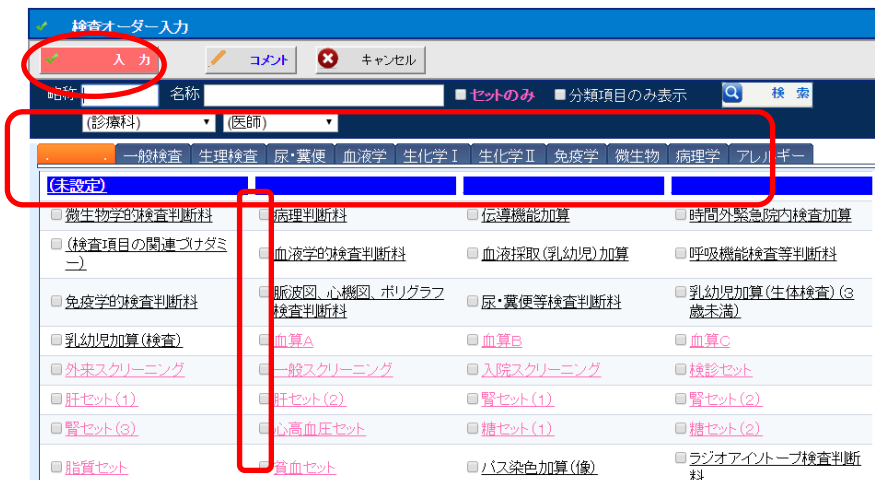 検査オーダー入力
入 力 コメント キャンセル
略称 名称 セットのみ 分類項目のみ表示 検 索
(診療科) (医師)
一般検査 生理検査 尿・糞便 血液学 生化学Ⅰ 生化学Ⅱ 免疫学 微生物 病理学 アレルギー
(未設定)
微生物学的検査判断料 病理判断料 伝導機能加算 時間外緊急院内検査加算
(検査項目の関連づけダミ
ー) 血液学的検査判断料 血液採取(乳幼児)加算 呼吸機能検査等判断料
免疫学的検査判断料 脈波図、心機図、ポリグラフ
検査判断料 尿・糞便等検査判断料 乳幼児加算(生体検査)(3
歳未満)
乳幼児加算(検査) 血算A 血算B 血算C
外来スクリーニング 一般スクリーニング 入院スクリーニング 検診セット
肝セット(1) 肝セット(2) 腎セット(1) 腎セット(2)
腎セット(3) 心高血圧セット 糖セット(1) 糖セット(2)
脂質セット 貧血セット パス染色加算(像) ラジオアイソトープ検査判断
料